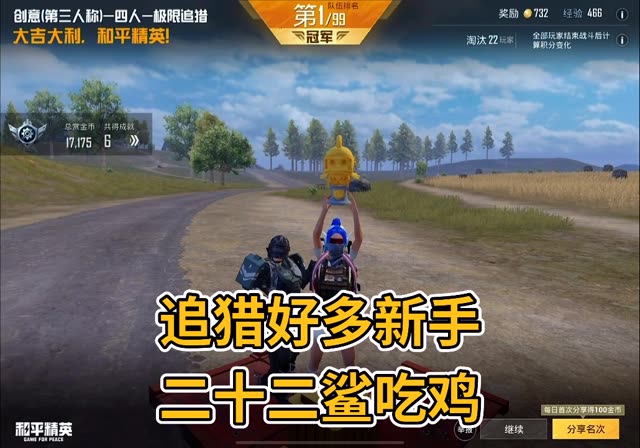 创意(第三人称)—四人—极限追猎
大吉大利，和平精英!
队伍排名
第1/99
冠军
奖励 732 经验 466
淘汰22玩家
全部玩家结束战斗后计算积分变化
总赏金币 共得成就
17,175 6
追猎好多新手
二十二鲨吃鸡
每日首次分享得100金币
举报 继续 分享名次
和平精英
GAME FOR PEACE